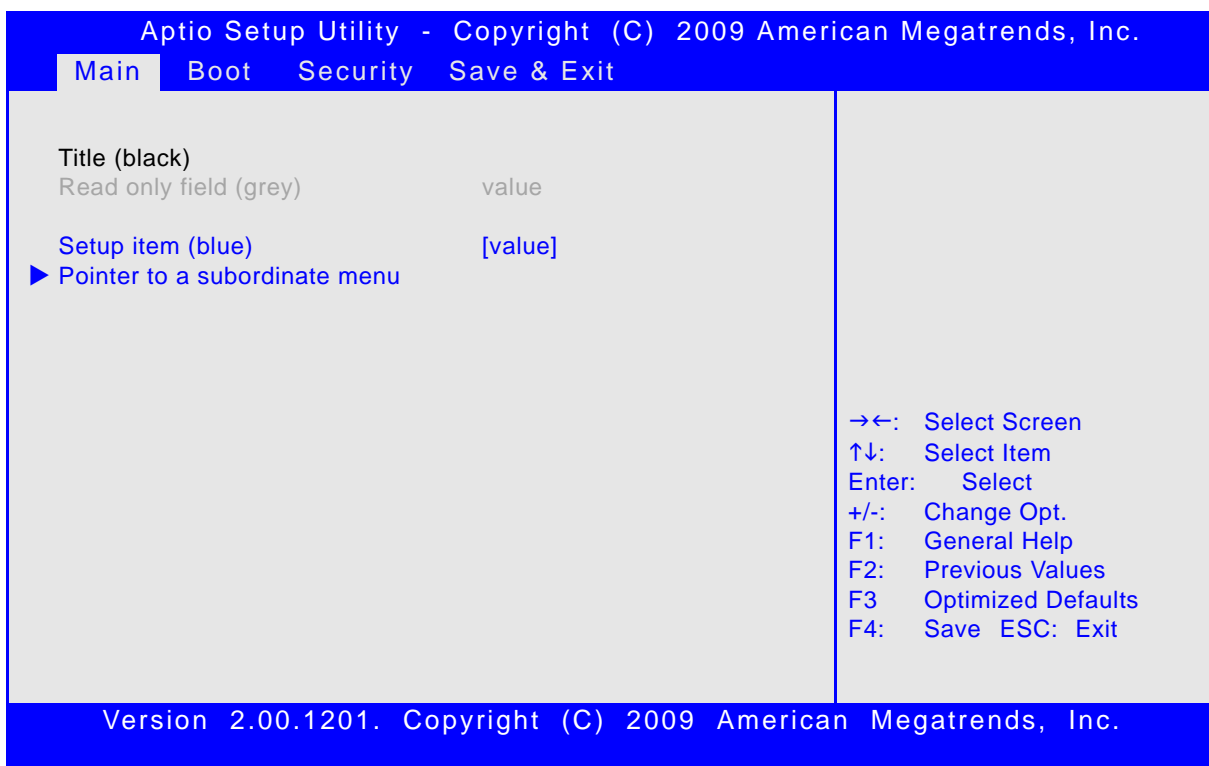 Aptio Setup Utility - Copyright (C) 2009 American Megatrends, Inc.
Main Boot Security Save & Exit
Title (black)
Read only field (grey) value
Setup item (blue) [value]
▶ Pointer to a subordinate menu
→←: Select Screen
↑↓: Select Item
Enter: Select
+/-: Change Opt.
F1: General Help
F2: Previous Values
F3 Optimized Defaults
F4: Save ESC: Exit
Version 2.00.1201. Copyright (C) 2009 American Megatrends, Inc.